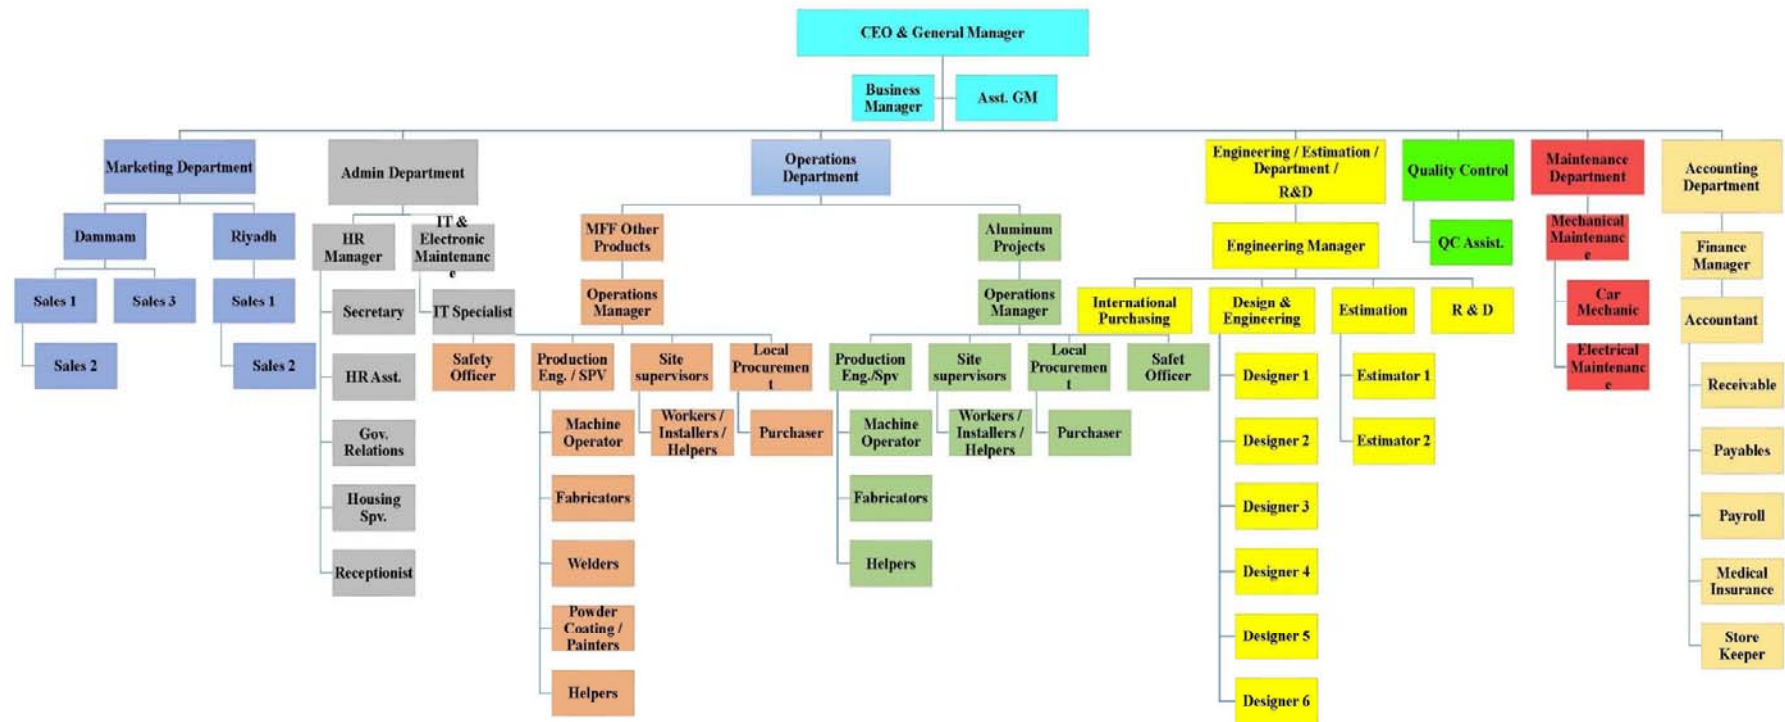 CEO & General Manager
Business
Manager
Asst. GM
Marketing Department
Admin Department
Operations
Department
Engineering / Estimation /
Department /
R&D
Quality Control
Maintenance
Department
Accounting
Department
Dammam
Riyadh
HR
Manager
IT &
Electronic
Maintenanc
e
MFF Other
Products
Aluminum
Projects
Engineering Manager
QC Assist.
Mechanical
Maintenanc
e
Finance
Manager
Sales 1
Sales 3
Sales 1
Secretary
IT Specialist
Operations
Manager
Operations
Manager
International
Purchasing
Design &
Engineering
Estimation
R & D
Car
Mechanic
Accountant
Sales 2
Sales 2
HR Asst.
Safety
Officer
Production
Eng. / SPV
Site
supervisors
Local
Procuremen
t
Production
Eng./Spv
Site
supervisors
Local
Procuremen
t
Safet
Officer
Designer 1
Estimator 1
Electrical
Maintenanc
e
Receivable
Gov.
Relations
Machine
Operator
Workers /
Installers /
Helpers
Purchaser
Machine
Operator
Workers /
Installers /
Helpers
Purchaser
Designer 2
Estimator 2
Payables
Housing
Spv.
Fabricators
Fabricators
Designer 3
Payroll
Receptionist
Welders
Helpers
Designer 4
Medical
Insurance
Powder
Coating /
Painters
Designer 5
Store
Keeper
Helpers
Designer 6